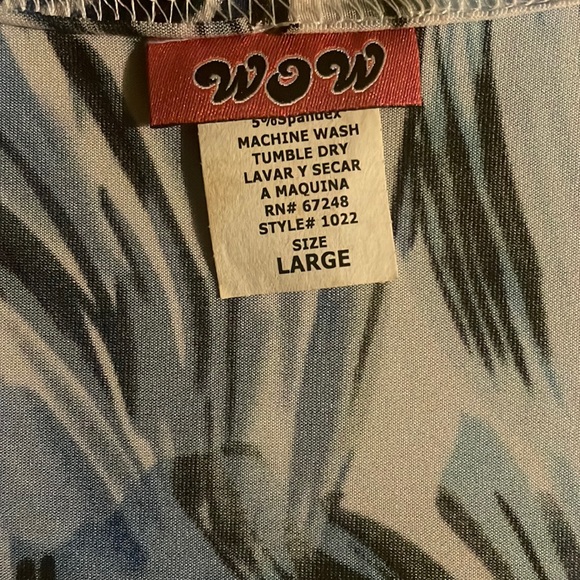 WOW
5%Spandex
MACHINE WASH
TUMBLE DRY
LAVAR Y SECAR
A MAQUINA
RN# 67248
STYLE# 1022
SIZE
LARGE